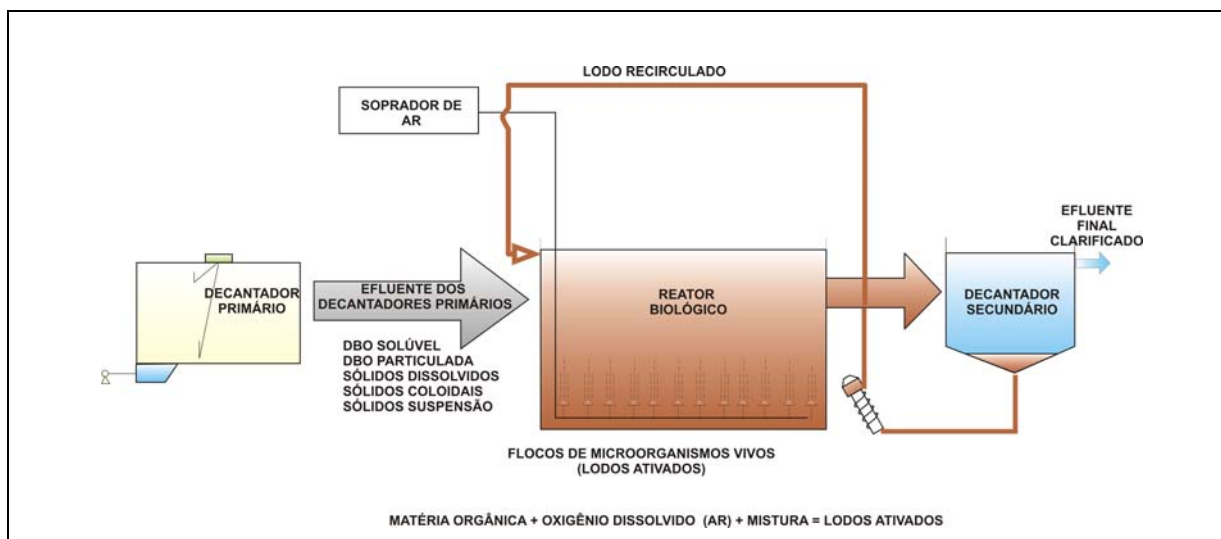 LODO RECIRCULADO
SOPRADOR DE
AR
EFLUENTE
FINAL
CLARIFICADO
DECANTADOR
PRIMÁRIO
EFLUENTE DOS
DECANTADORES PRIMÁRIOS
REATOR
BIOLÓGICO
DECANTADOR
SECUNDÁRIO
DBO SOLÚVEL
DBO PARTICULADA
SÓLIDOS DISSOLVIDOS
SÓLIDOS COLOIDAIS
SÓLIDOS SUSPENSÃO
FLOCOS DE MICROORGANISMOS VIVOS
(LODOS ATIVADOS)
MATÉRIA ORGÂNICA + OXIGÊNIO DISSOLVIDO (AR) + MISTURA = LODOS ATIVADOS